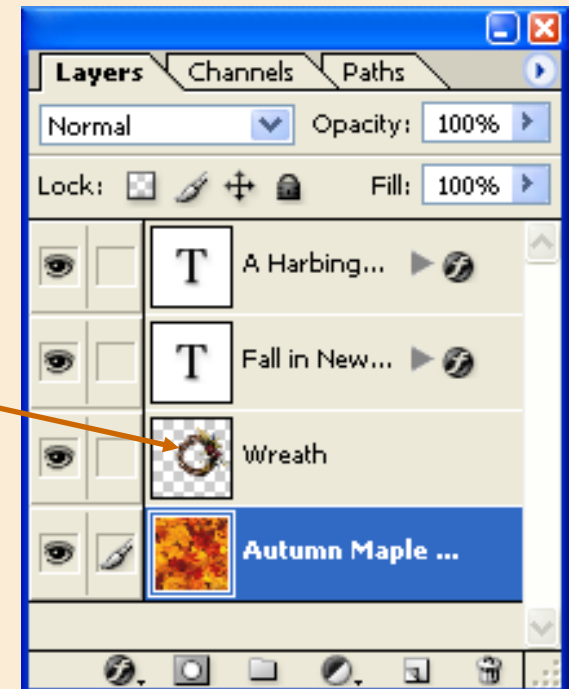 Layers Channels Paths
Normal Opacity: 100%
Lock: Fill: 100%
T A Harbing...
T Fall in New...
Wreath
Autumn Maple ...